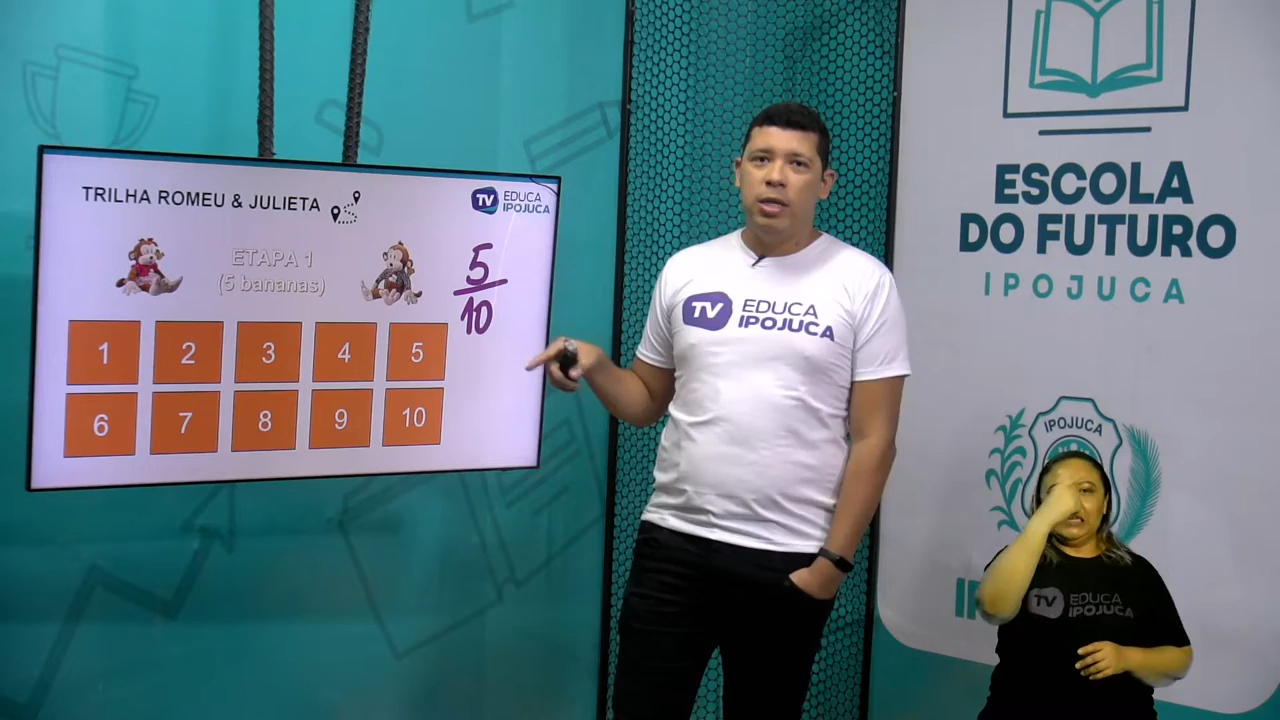 TRILHA ROMEU & JULIETA
TV EDUCA
IPOJUCA
ETAPA 1
(5 bananas)
5
10
1 2 3 4 5
6 7 8 9 10
TV EDUCA
IPOJUCA
ESCOLA
DO FUTURO
IPOJUCA
IPOJUCA
TV EDUCA
IPOJUCA